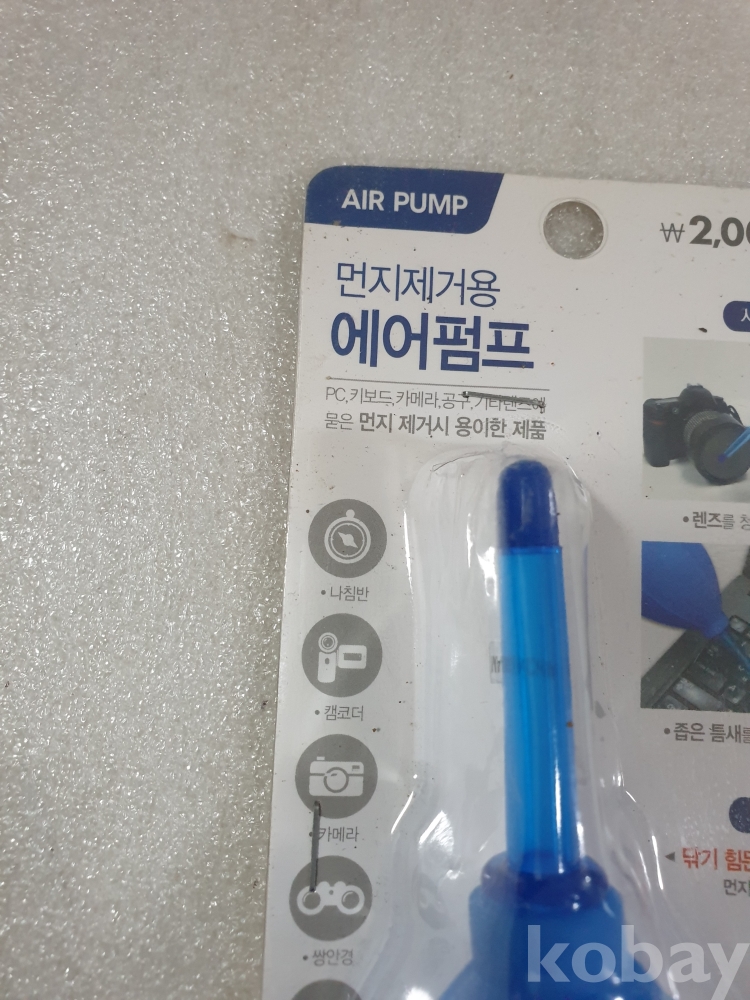 AIR PUMP
₩2,00
먼지제거용
에어펌프
PC,키보드,카메라,공구,기타렌즈에
묻은 먼지 제거시 용이한 제품
• 나침반
• 캠코더
• 카메라
• 쌍안경
• 렌즈를
• 좁은 틈새를
◂ 닦기 힘든
먼지
kobay